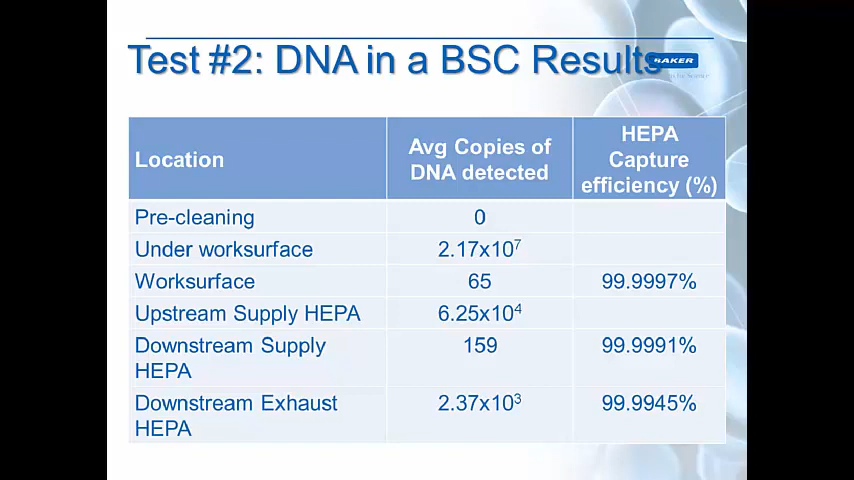 Test #2: DNA in a BSC Results
BAKER
Location
Avg Copies of
DNA detected
HEPA
Capture
efficiency (%)
Pre-cleaning 0
Under worksurface 2.17x10⁷
Worksurface 65 99.9997%
Upstream Supply HEPA 6.25x10⁴
Downstream Supply 159 99.9991%
HEPA
Downstream Exhaust 2.37x10³ 99.9945%
HEPA